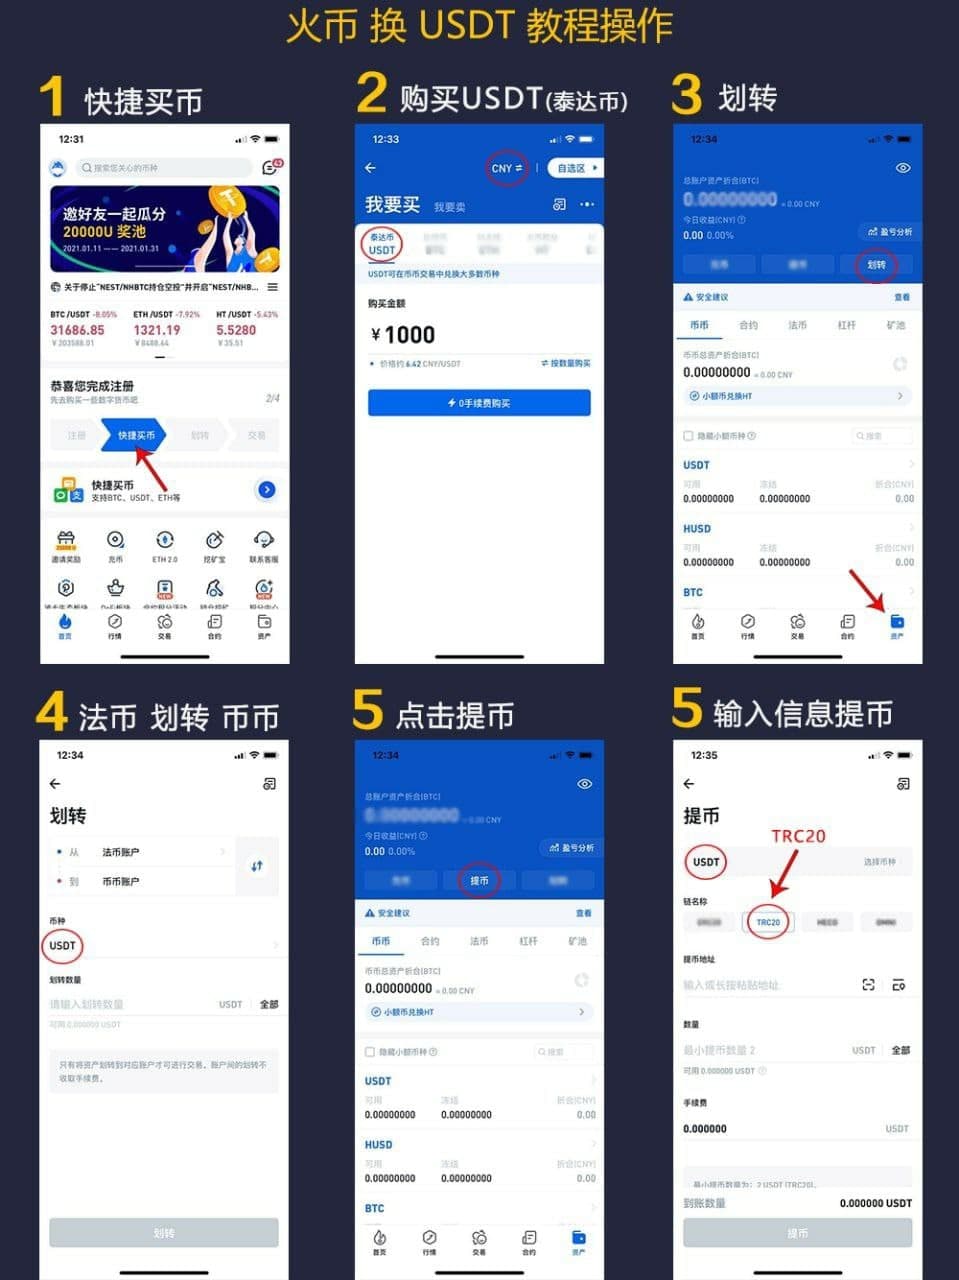 火币 换 USDT 教程操作
1 快捷买币
12:31
搜索您关心的币种
邀好友一起瓜分
20000U 奖池
2021.01.11 —— 2021.01.31
关于停止"NEST/NHBTC持仓空投"并开启"NEST/NHB...
BTC/USDT -8.05%
31686.85
¥203588.01
ETH/USDT -7.92%
1321.19
¥8488.64
HT/USDT -5.43%
5.5280
¥35.51
恭喜您完成注册
先去购买一些数字货币吧
2/4
注册
快捷买币
划转
交易
快捷买币
支持BTC、USDT、ETH等
邀请奖励
充币
ETH 2.0
挖矿宝
联系客服
NEW
NEW
首页
行情
交易
合约
资产
2 购买USDT(泰达币)
12:33
CNY
自选区
我要买 我要卖
泰达币
USDT
USDT可在币币交易中兑换大多数币种
购买金额
¥ 1000
价格约 6.42 CNY/USDT
按数量购买
0手续费购买
3 划转
12:34
总账户资产折合(BTC)
≈0.00 CNY
今日收益(CNY)
0.00 0.00%
盈亏分析
划转
安全建议
查看
币币
合约
法币
杠杆
矿池
币币总资产折合(BTC)
0.00000000 ≈0.00 CNY
小额币兑换HT
隐藏小额币种
搜索
USDT
可用
冻结
折合(CNY)
0.00000000
0.00000000
0.00
HUSD
可用
冻结
折合(CNY)
0.00000000
0.00000000
0.00
BTC
首页
行情
交易
合约
资产
4 法币 划转 币币
12:34
划转
从 法币账户
到 币币账户
币种
USDT
划转数量
请输入划转数量
USDT
全部
可用 0.000000 USDT
只有将资产划转到对应账户才可进行交易。账户间的划转不
收取手续费。
划转
5 点击提币
12:34
总账户资产折合(BTC)
≈0.00 CNY
今日收益(CNY)
0.00 0.00%
盈亏分析
提币
安全建议
查看
币币
合约
法币
杠杆
矿池
币币总资产折合(BTC)
0.00000000 ≈0.00 CNY
小额币兑换HT
隐藏小额币种
搜索
USDT
可用
冻结
折合(CNY)
0.00000000
0.00000000
0.00
HUSD
可用
冻结
折合(CNY)
0.00000000
0.00000000
0.00
BTC
首页
行情
交易
合约
资产
5 输入信息提币
12:35
提币
TRC20
USDT
选择币种
链名称
TRC20
提币地址
输入或长按粘贴地址
数量
最小提币数量 2
USDT
全部
可用 0.000000 USDT
手续费
0.000000
USDT
最小提币数量为：2 USDT (TRC20)。
到账数量
0.000000 USDT
提币